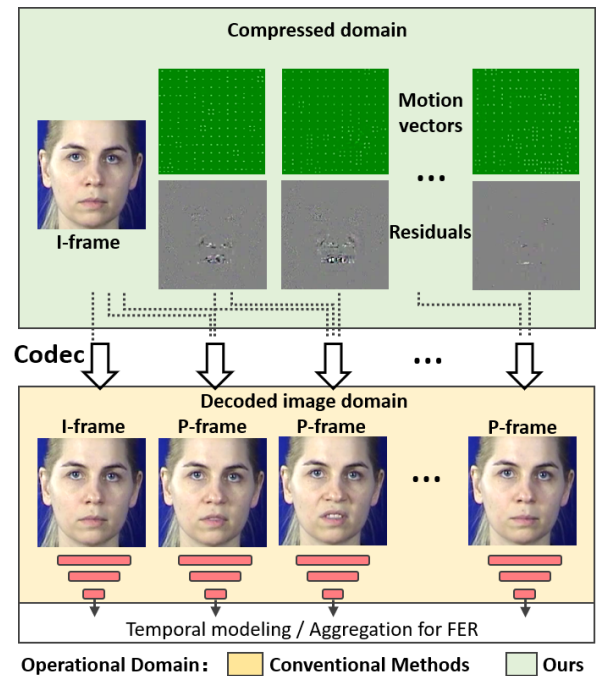 Compressed domain
Motion
vectors
...
I-frame
Residuals
Codec
...
Decoded image domain
I-frame P-frame P-frame P-frame
...
Temporal modeling / Aggregation for FER
Operational Domain: Conventional Methods Ours